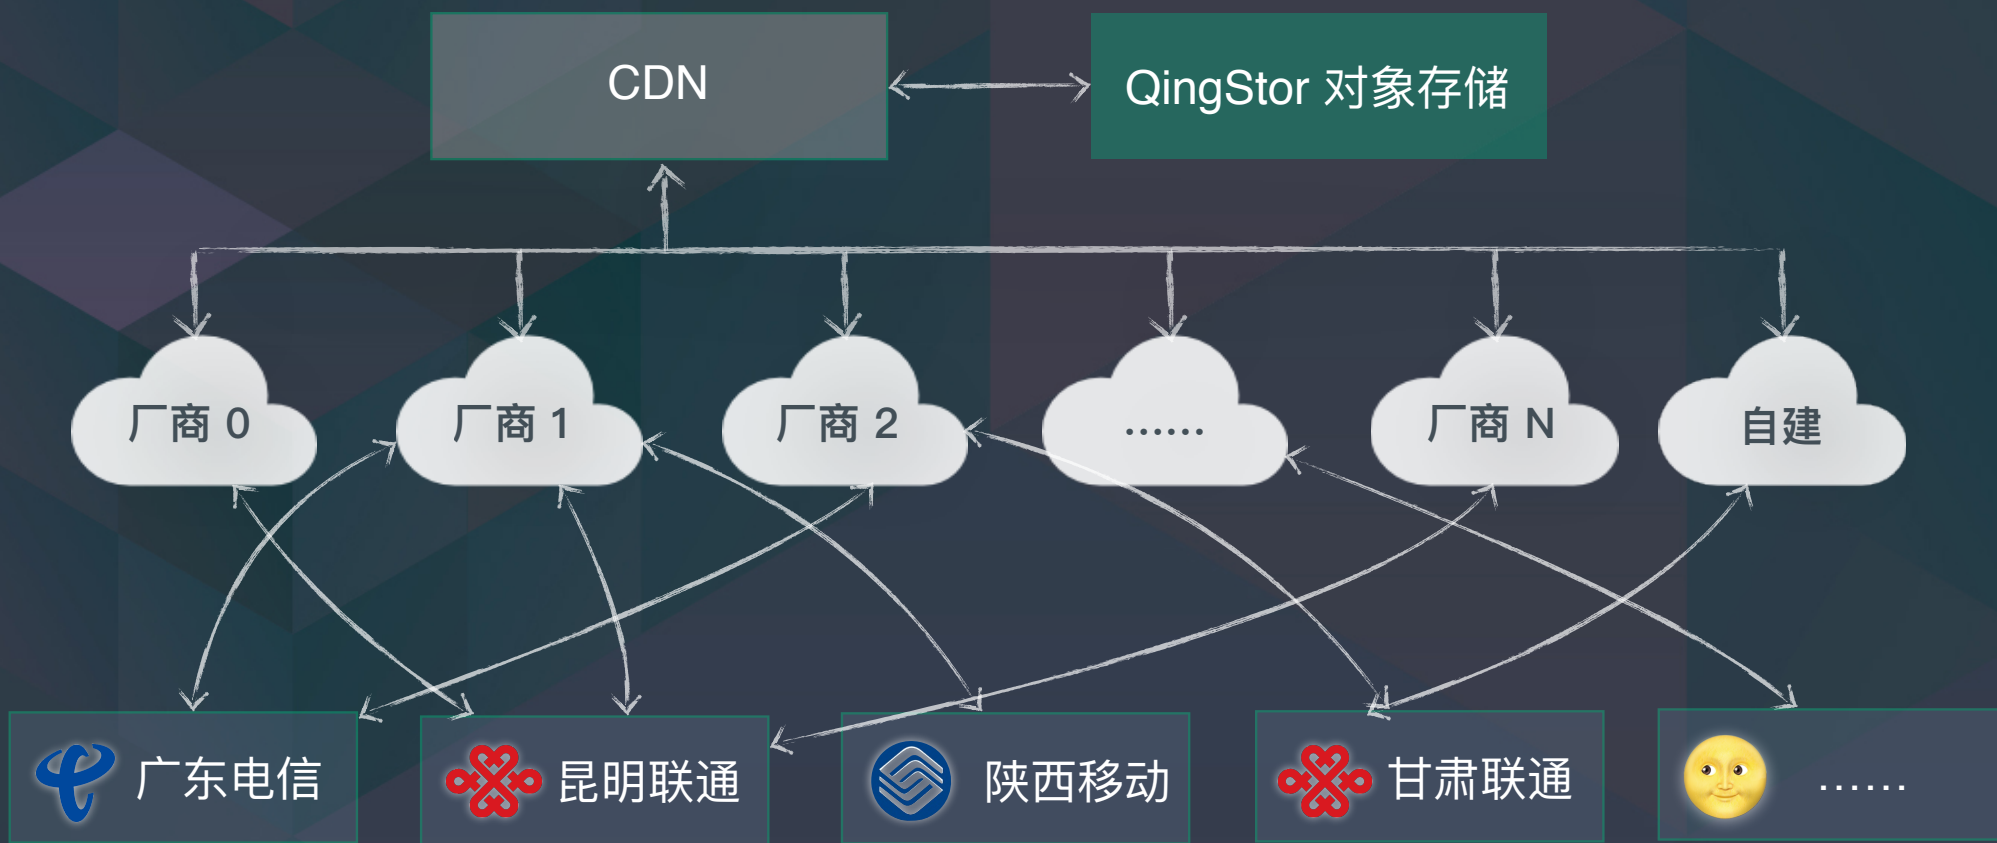 CDN
QingStor 对象存储
厂商 0
厂商 1
厂商 2
......
厂商 N
自建
广东电信
昆明联通
陕西移动
甘肃联通
......